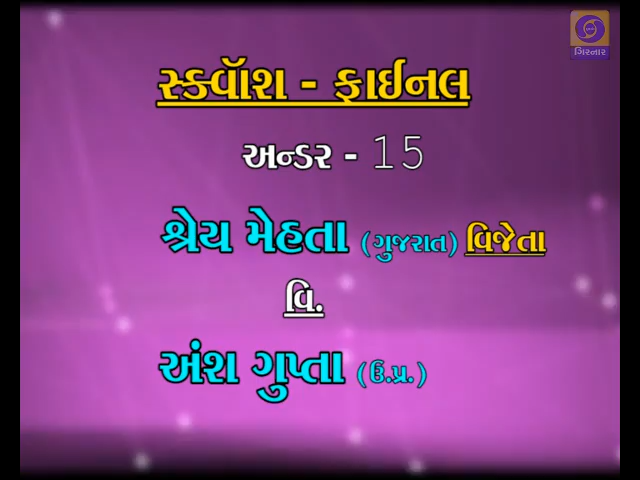 ગિરનાર
સ્ક્વૉશ - ફાઈનલ
અન્ડર - 15
શ્રેય મેહતા (ગુજરાત) વિજેતા
વિ.
અંશ ગુપ્તા (ઉ.પ્ર.)